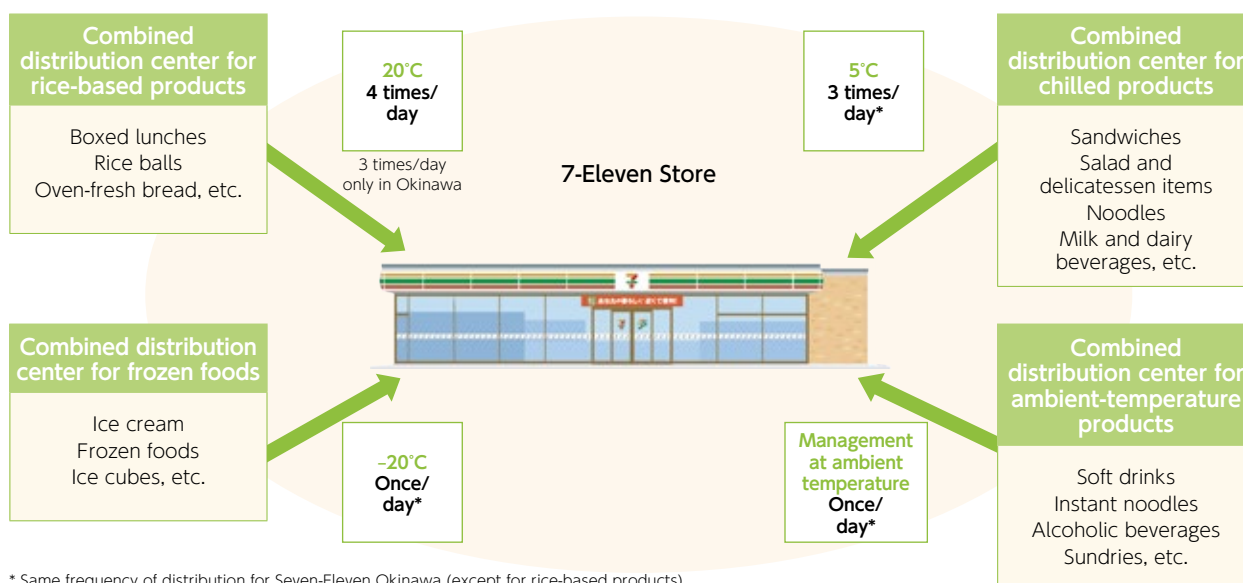 Combined
distribution center for
rice-based products
Boxed lunches
Rice balls
Oven-fresh bread, etc.
20°C
4 times/
day
3 times/day
only in Okinawa
5°C
3 times/
day*
Combined
distribution center for
chilled products
Sandwiches
Salad and
delicatessen items
Noodles
Milk and dairy
beverages, etc.
7-Eleven Store
Combined distribution
center for frozen foods
Ice cream
Frozen foods
Ice cubes, etc.
–20°C
Once/
day*
Management
at ambient
temperature
Once/
day*
Combined
distribution center for
ambient-temperature
products
Soft drinks
Instant noodles
Alcoholic beverages
Sundries, etc.
* Same frequency of distribution for Seven-Eleven Okinawa (except for rice-based products)